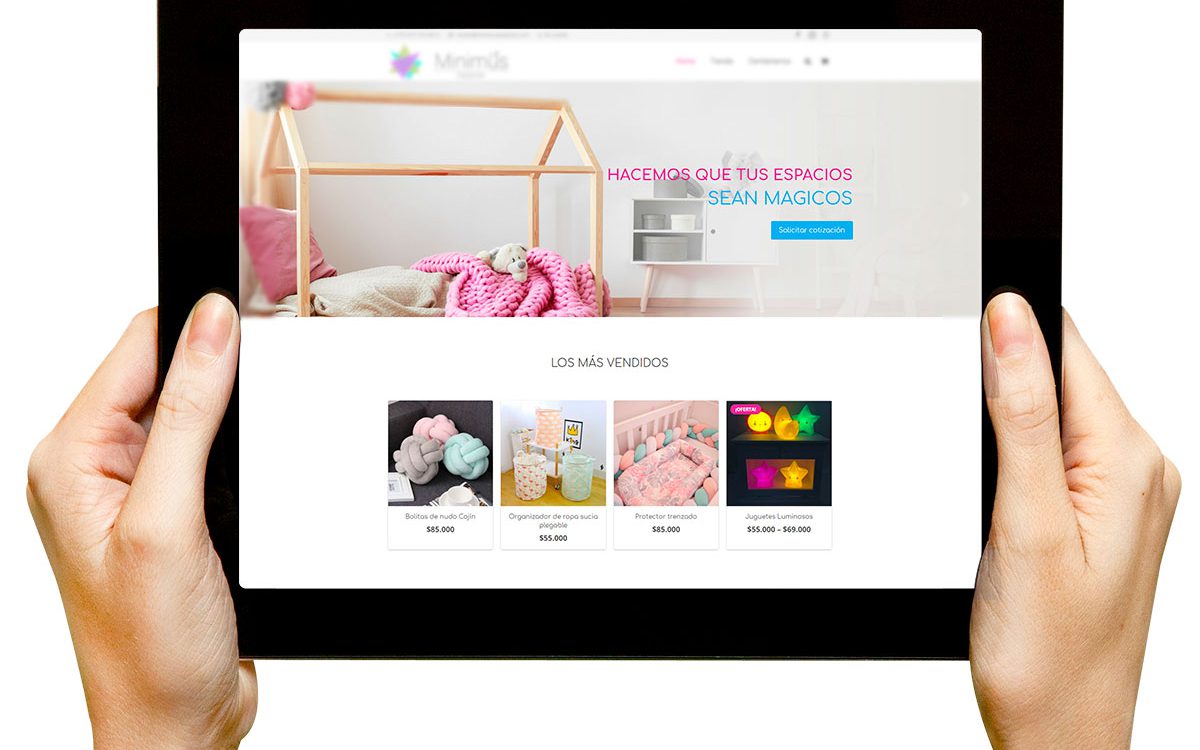 Minimüs
Home Tienda Contáctenos
HACEMOS QUE TUS ESPACIOS
SEAN MAGICOS
Solicitar cotización
LOS MÁS VENDIDOS
¡OFERTA!
King
Bolitas de nudo Cojín
$85.000
Organizador de ropa sucia
plegable
$55.000
Protector trenzado
$85.000
Juguetes Luminosos
$55.000 – $69.000